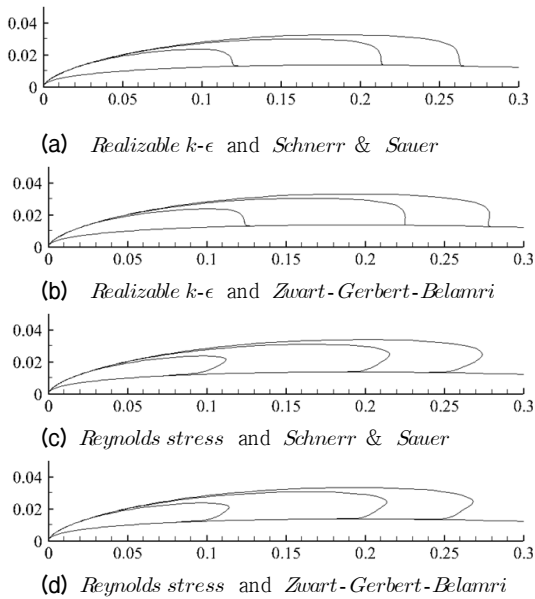 0.04
0.02
0
0 0.05 0.1 0.15 0.2 0.25 0.3
(a) Realizable k-ϵ and Schnerr & Sauer
0.04
0.02
0
0 0.05 0.1 0.15 0.2 0.25 0.3
(b) Realizable k-ϵ and Zwart-Gerbert-Belamri
0.04
0.02
0
0 0.05 0.1 0.15 0.2 0.25 0.3
(c) Reynolds stress and Schnerr & Sauer
0.04
0.02
0
0 0.05 0.1 0.15 0.2 0.25 0.3
(d) Reynolds stress and Zwart-Gerbert-Belamri